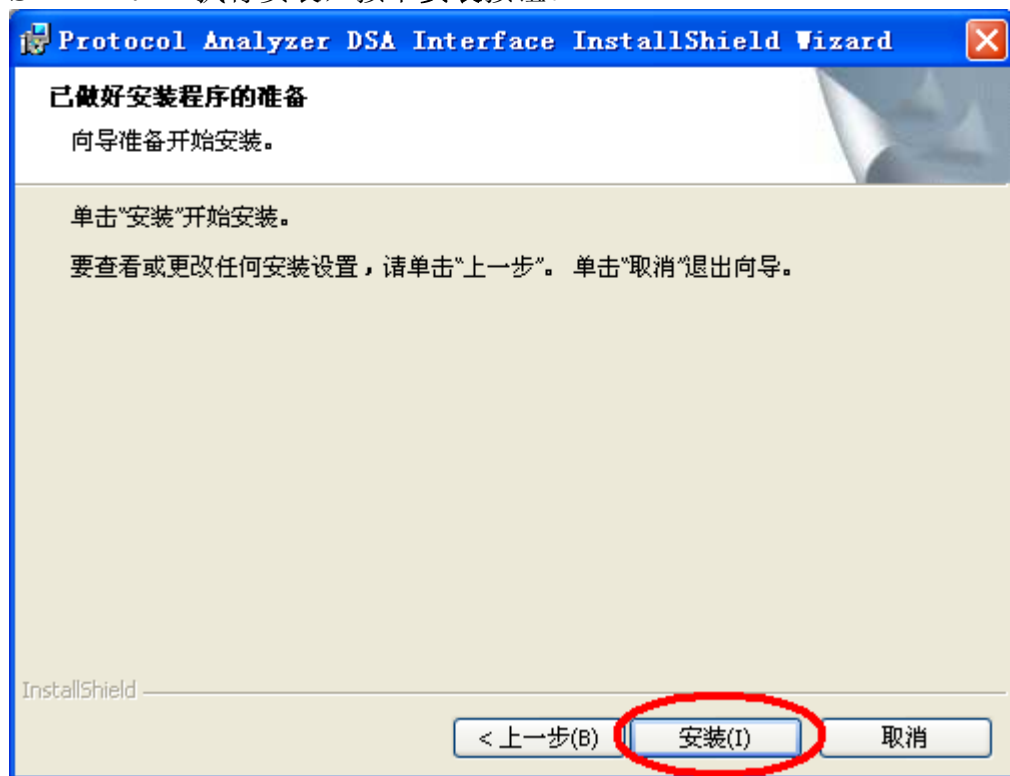 Protocol Analyzer DSA Interface InstallShield Wizard
已做好安装程序的准备
向导准备开始安装。
单击“安装”开始安装。
要查看或更改任何安装设置，请单击“上一步”。 单击“取消”退出向导。
InstallShield
< 上一步(B)
安装(I)
取消